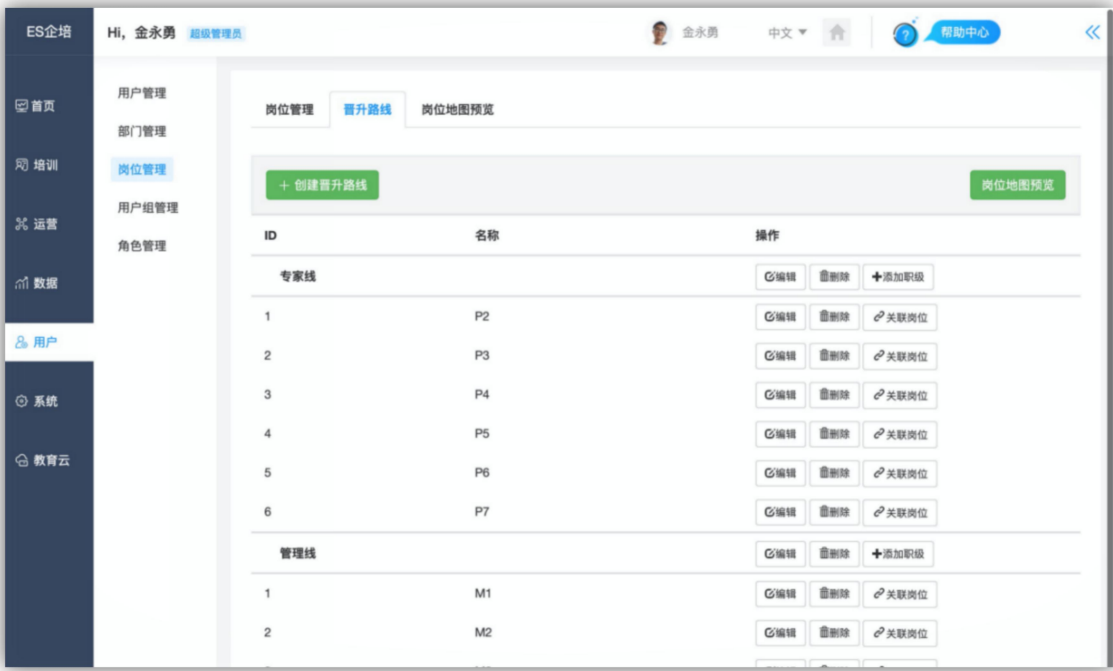 ES企培
Hi，金永勇 超级管理员
金永勇
中文
帮助中心
首页
培训
运营
数据
用户
系统
教育云
用户管理
部门管理
岗位管理
用户组管理
角色管理
岗位管理 晋升路线 岗位地图预览
+ 创建晋升路线 岗位地图预览
ID 名称 操作
专家线 编辑 删除 +添加职级
1 P2 编辑 删除 关联岗位
2 P3 编辑 删除 关联岗位
3 P4 编辑 删除 关联岗位
4 P5 编辑 删除 关联岗位
5 P6 编辑 删除 关联岗位
6 P7 编辑 删除 关联岗位
管理线 编辑 删除 +添加职级
1 M1 编辑 删除 关联岗位
2 M2 编辑 删除 关联岗位